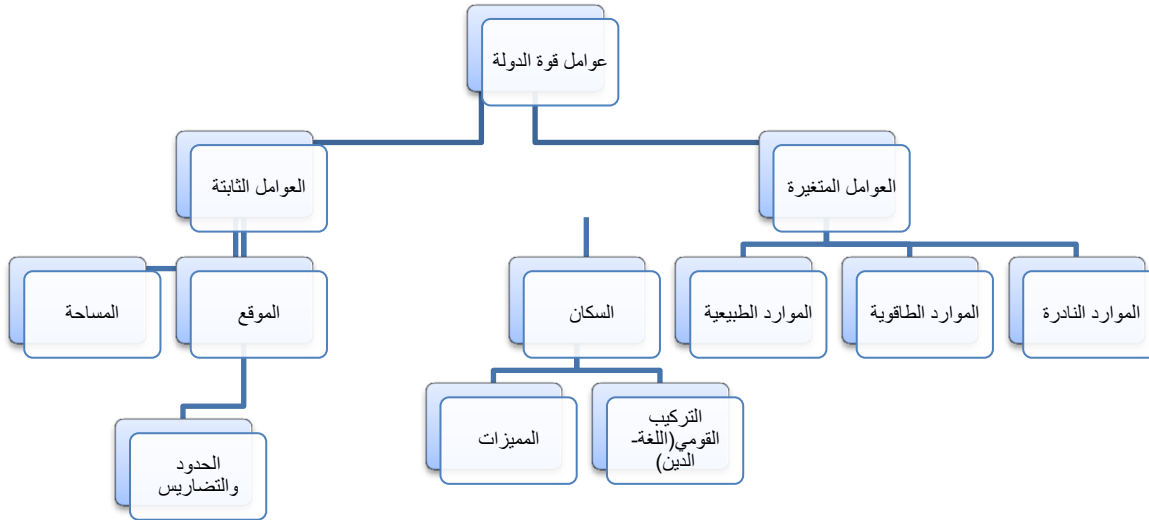 عوامل قوة الدولة
العوامل المتغيرة
العوامل الثابتة
الموارد النادرة
الموارد الطاقوية
الموارد الطبيعية
السكان
الموقع
المساحة
التركيب
القومي(اللغة-
الدين)
المميزات
الحدود
والتضاريس